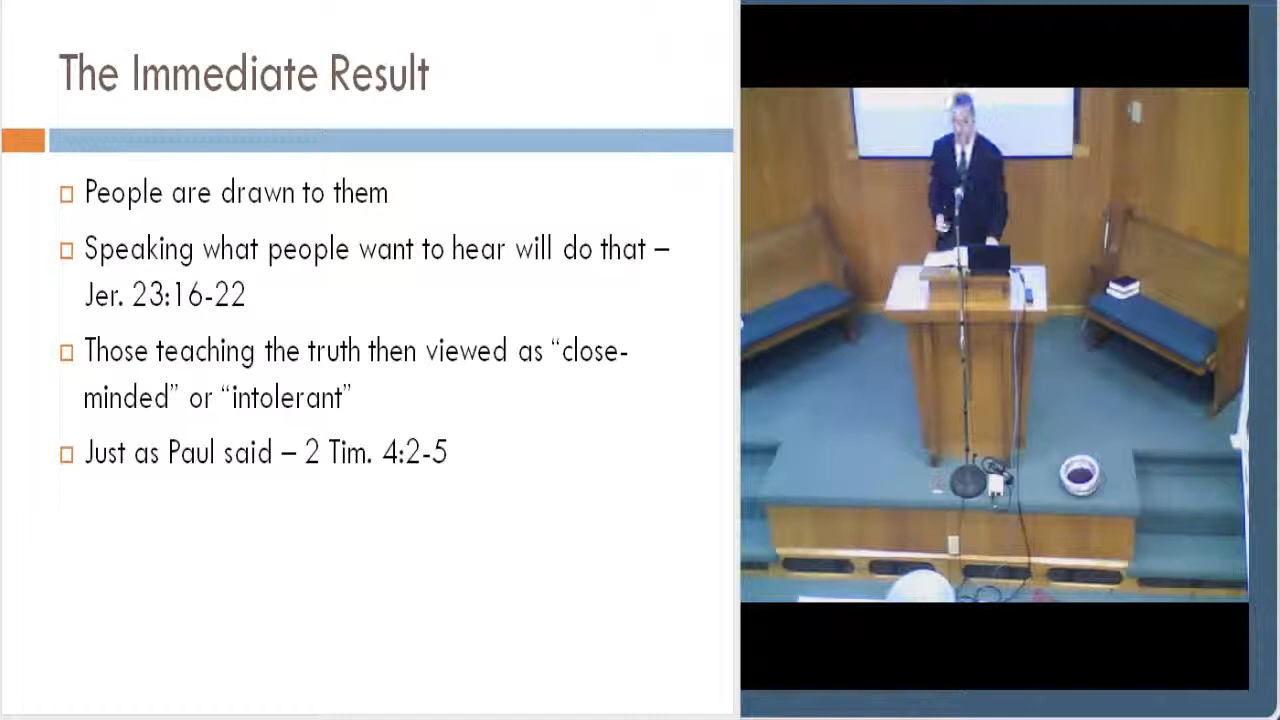 The Immediate Result
People are drawn to them
Speaking what people want to hear will do that –
Jer. 23:16-22
Those teaching the truth then viewed as “close-
minded” or “intolerant”
Just as Paul said – 2 Tim. 4:2-5